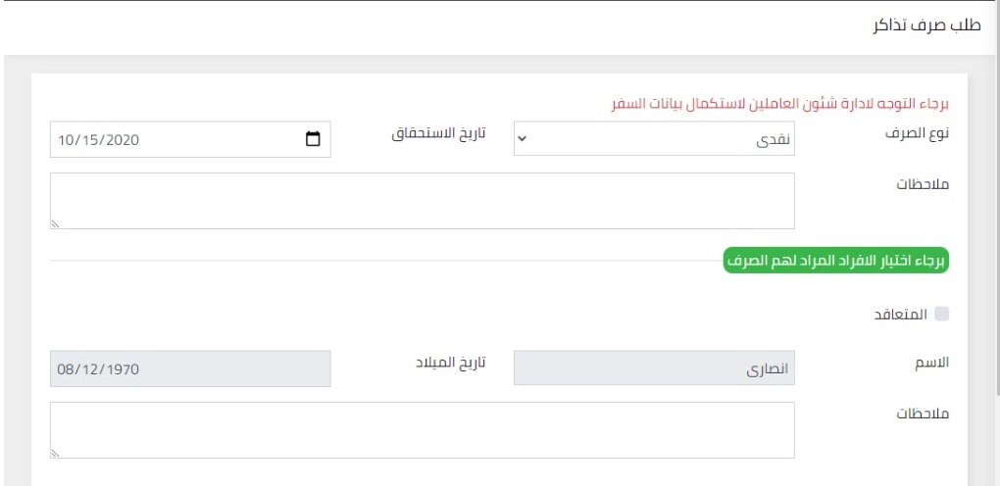 طلب صرف تذاكر
برجاء التوجه لادارة شئون العاملين لاستكمال بيانات السفر
نوع الصرف نقدى تاريخ الاستحقاق 10/15/2020
ملاحظات
برجاء اختيار الافراد المراد لهم الصرف
المتعاقد
الاسم انصارى تاريخ الميلاد 08/12/1970
ملاحظات